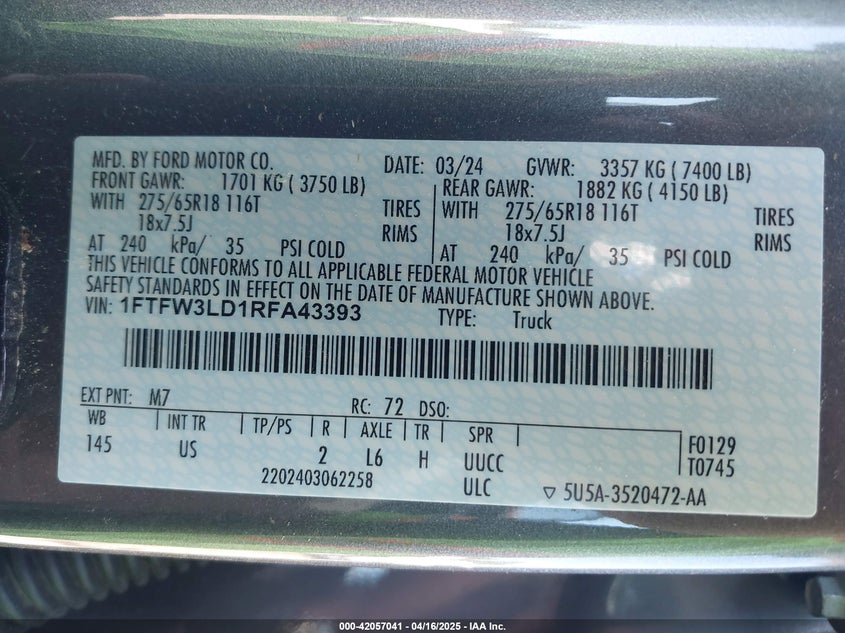 MFD. BY FORD MOTOR CO. DATE: 03/24 GVWR: 3357 KG ( 7400 LB)
FRONT GAWR: 1701 KG ( 3750 LB) REAR GAWR: 1882 KG ( 4150 LB)
WITH 275/65R18 116T TIRES WITH 275/65R18 116T TIRES
18x7.5J RIMS 18x7.5J RIMS
AT 240 kPa/ 35 PSI COLD AT 240 kPa/ 35 PSI COLD
THIS VEHICLE CONFORMS TO ALL APPLICABLE FEDERAL MOTOR VEHICLE
SAFETY STANDARDS IN EFFECT ON THE DATE OF MANUFACTURE SHOWN ABOVE.
VIN: 1FTFW3LD1RFA43393 TYPE: Truck
EXT PNT: M7 RC: 72 DSO:
WB INT TR TP/PS R AXLE TR SPR F0129
145 US 2 L6 H UUCC T0745
2202403062258 ULC ▽ 5U5A-3520472-AA
000-42057041 - 04/16/2025 - IAA Inc.